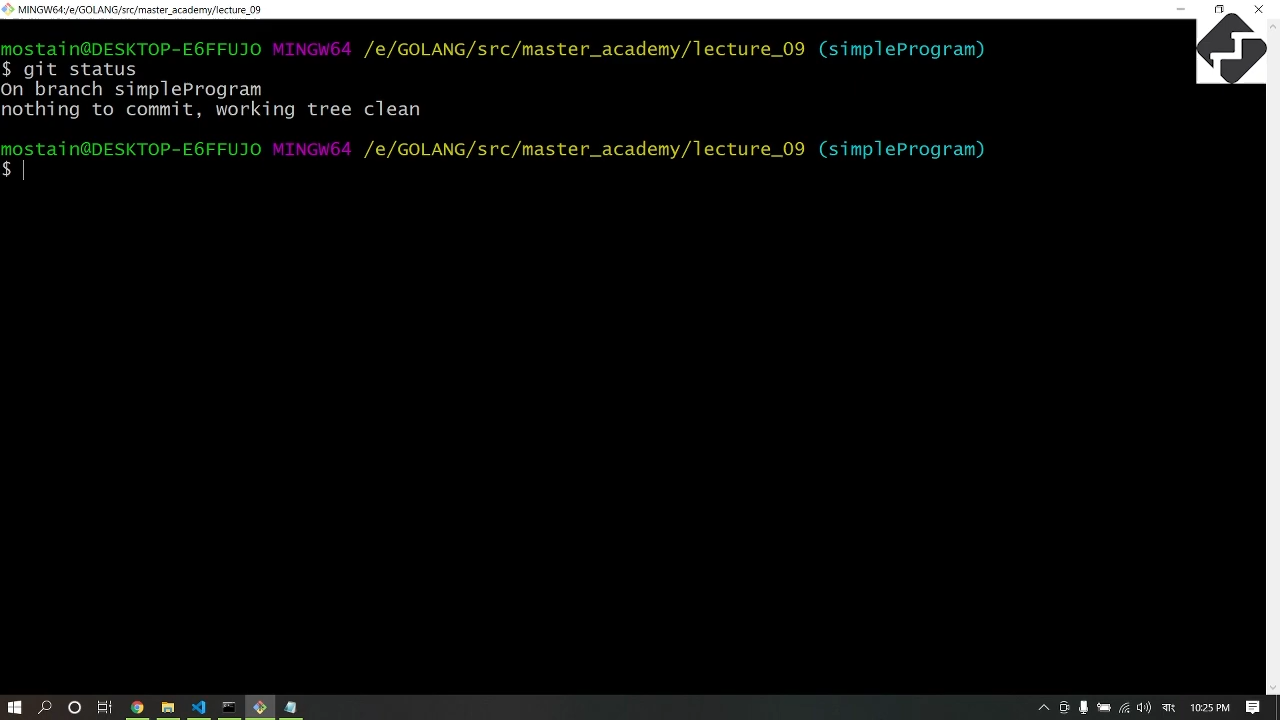 MINGW64:/e/GOLANG/src/master_academy/lecture_09
mostain@DESKTOP-E6FFUJO MINGW64 /e/GOLANG/src/master_academy/lecture_09 (simpleProgram)
$ git status
On branch simpleProgram
nothing to commit, working tree clean
mostain@DESKTOP-E6FFUJO MINGW64 /e/GOLANG/src/master_academy/lecture_09 (simpleProgram)
$
10:25 PM